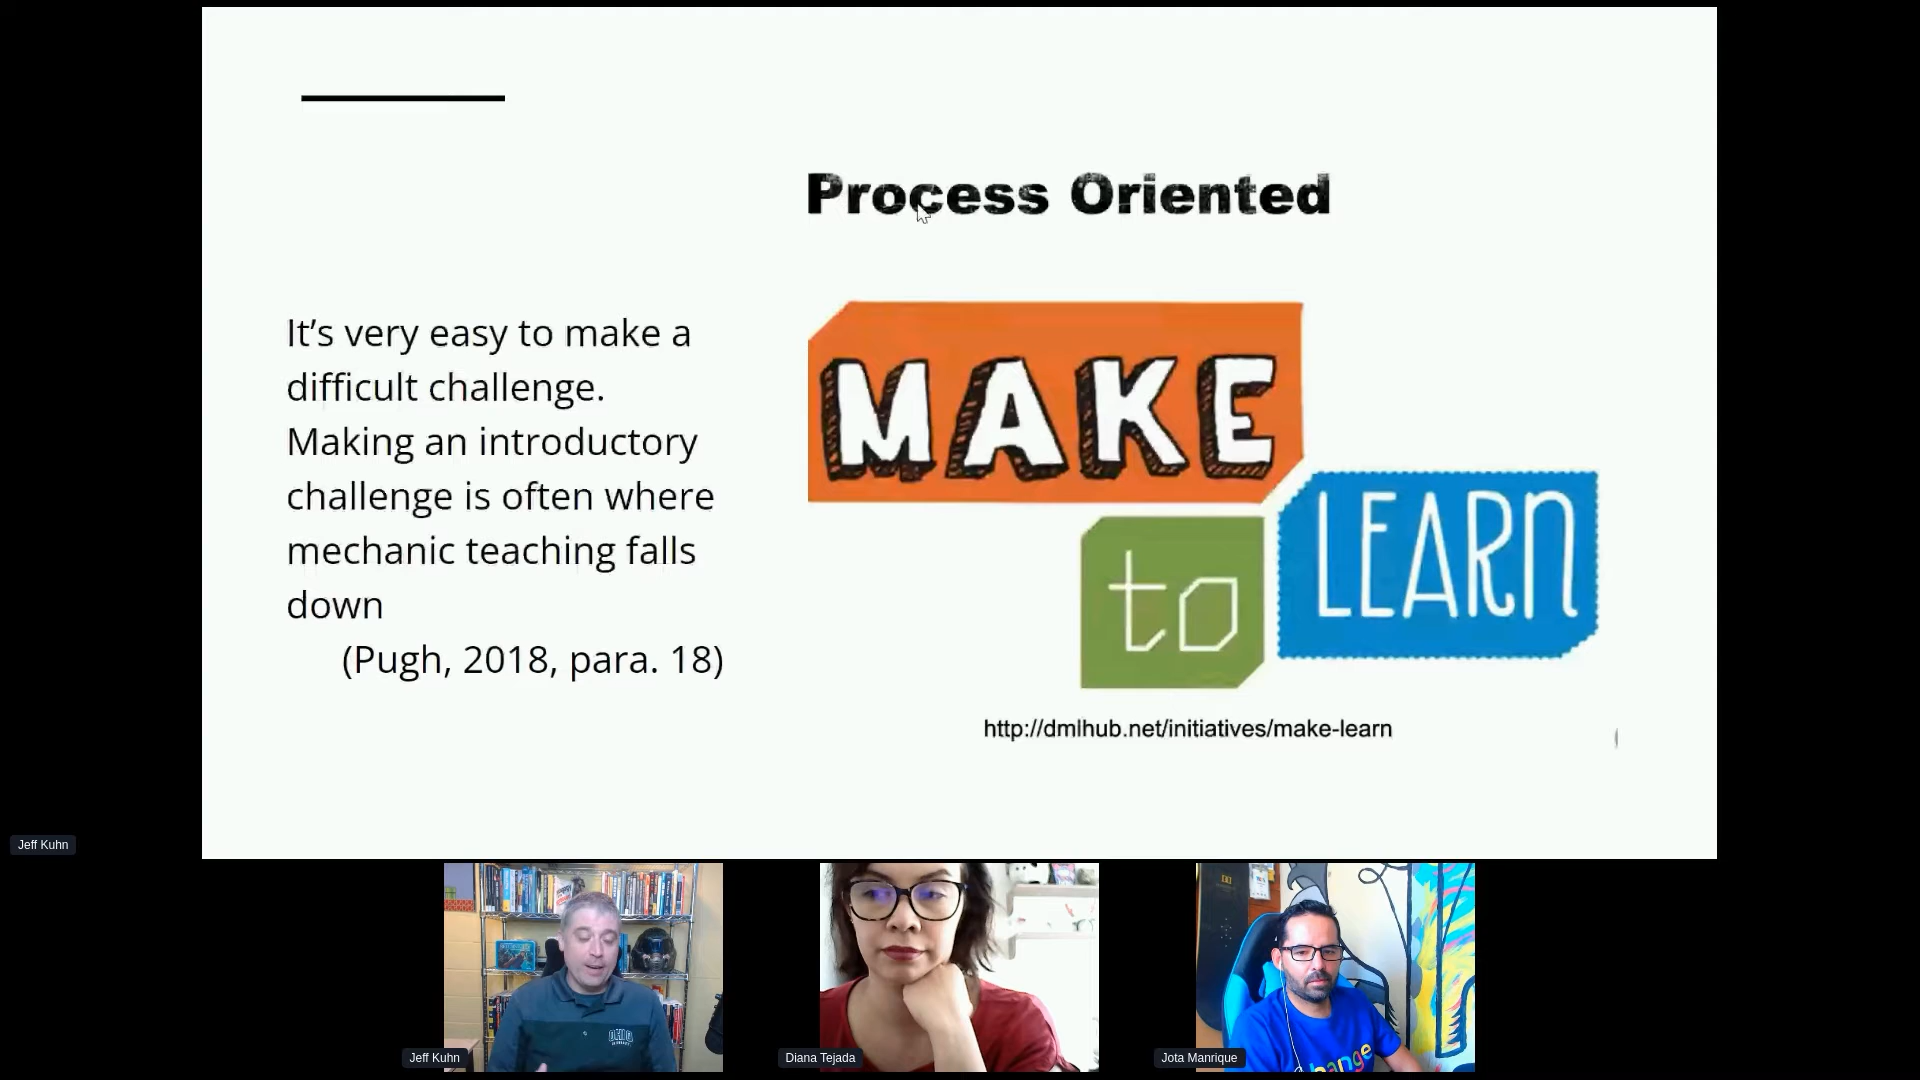 Process Oriented
It’s very easy to make a
difficult challenge.
Making an introductory
challenge is often where
mechanic teaching falls
down
(Pugh, 2018, para. 18)
MAKE
to
LEARN
http://dmlhub.net/initiatives/make-learn
Jeff Kuhn
OHIO
Jeff Kuhn
Diana Tejada
Jota Manrique